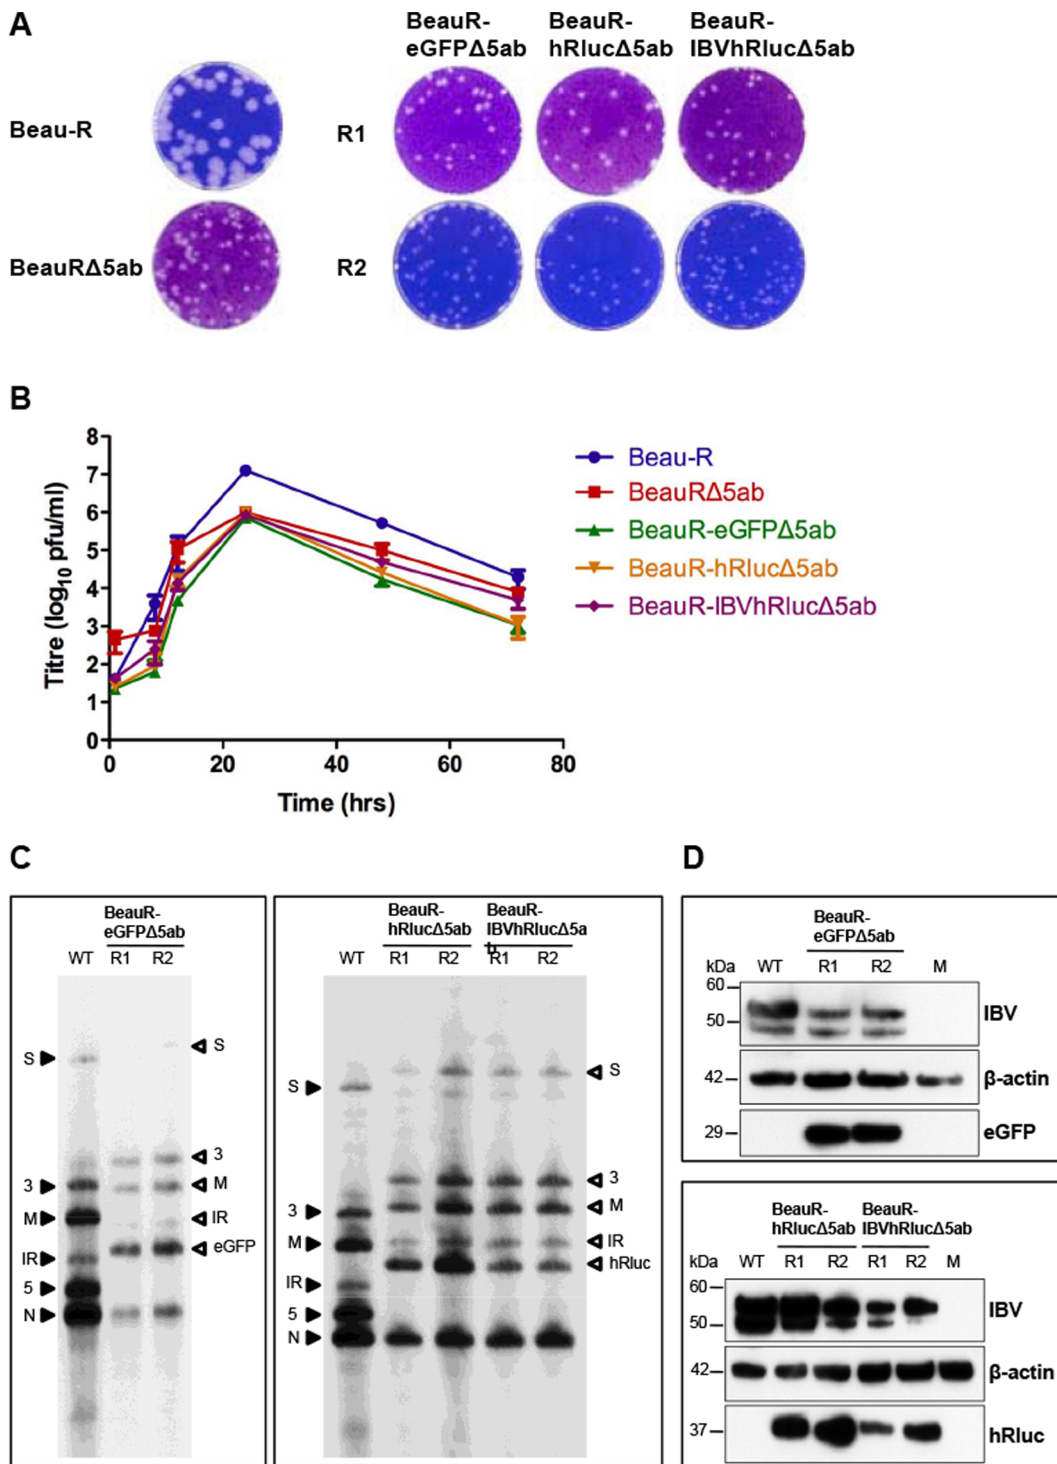 A
BeauR-
eGFPΔ5ab
BeauR-
hRlucΔ5ab
BeauR-
IBVhRlucΔ5ab
Beau-R
R1
BeauRΔ5ab
R2
B
8
7
6
5
4
3
2
1
0
Titre (log10 pfu/ml)
0 20 40 60 80
Time (hrs)
Beau-R
BeauRΔ5ab
BeauR-eGFPΔ5ab
BeauR-hRlucΔ5ab
BeauR-IBVhRlucΔ5ab
C
BeauR-
eGFPΔ5ab
WT R1 R2
S
3
M
IR
5
N
S
3
M
IR
eGFP
BeauR-
hRlucΔ5ab
BeauR-
IBVhRlucΔ5a
b
WT R1 R2 R1 R2
S
3
M
IR
5
N
S
3
M
IR
hRluc
D
BeauR-
eGFPΔ5ab
kDa WT R1 R2 M
60
50
IBV
42 β-actin
29 eGFP
BeauR-
hRlucΔ5ab
BeauR-
IBVhRlucΔ5ab
kDa WT R1 R2 R1 R2 M
60
50
IBV
42 β-actin
37 hRluc